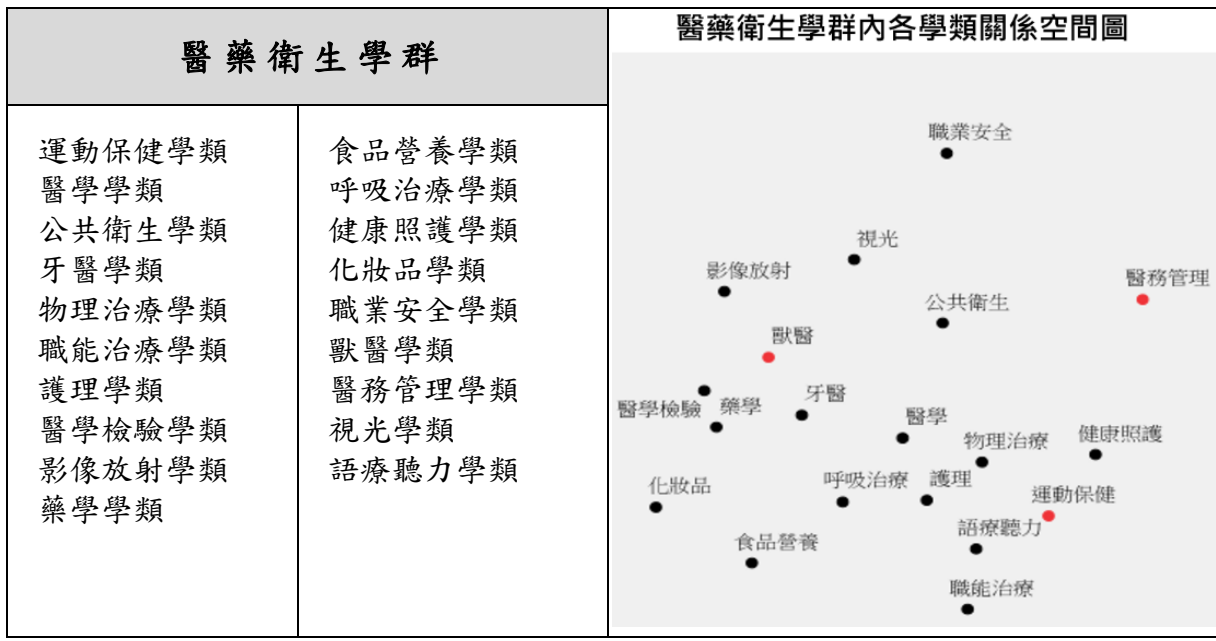 醫藥衛生學群
運動保健學類
醫學學類
公共衛生學類
牙醫學類
物理治療學類
職能治療學類
護理學類
醫學檢驗學類
影像放射學類
藥學學類
食品營養學類
呼吸治療學類
健康照護學類
化妝品學類
職業安全學類
獸醫學類
醫務管理學類
視光學類
語療聽力學類
醫藥衛生學群內各學類關係空間圖
職業安全
視光
影像放射
醫務管理
公共衛生
獸醫
牙醫
醫學檢驗
藥學
醫學
物理治療
健康照護
化妝品
呼吸治療
護理
運動保健
語療聽力
食品營養
職能治療